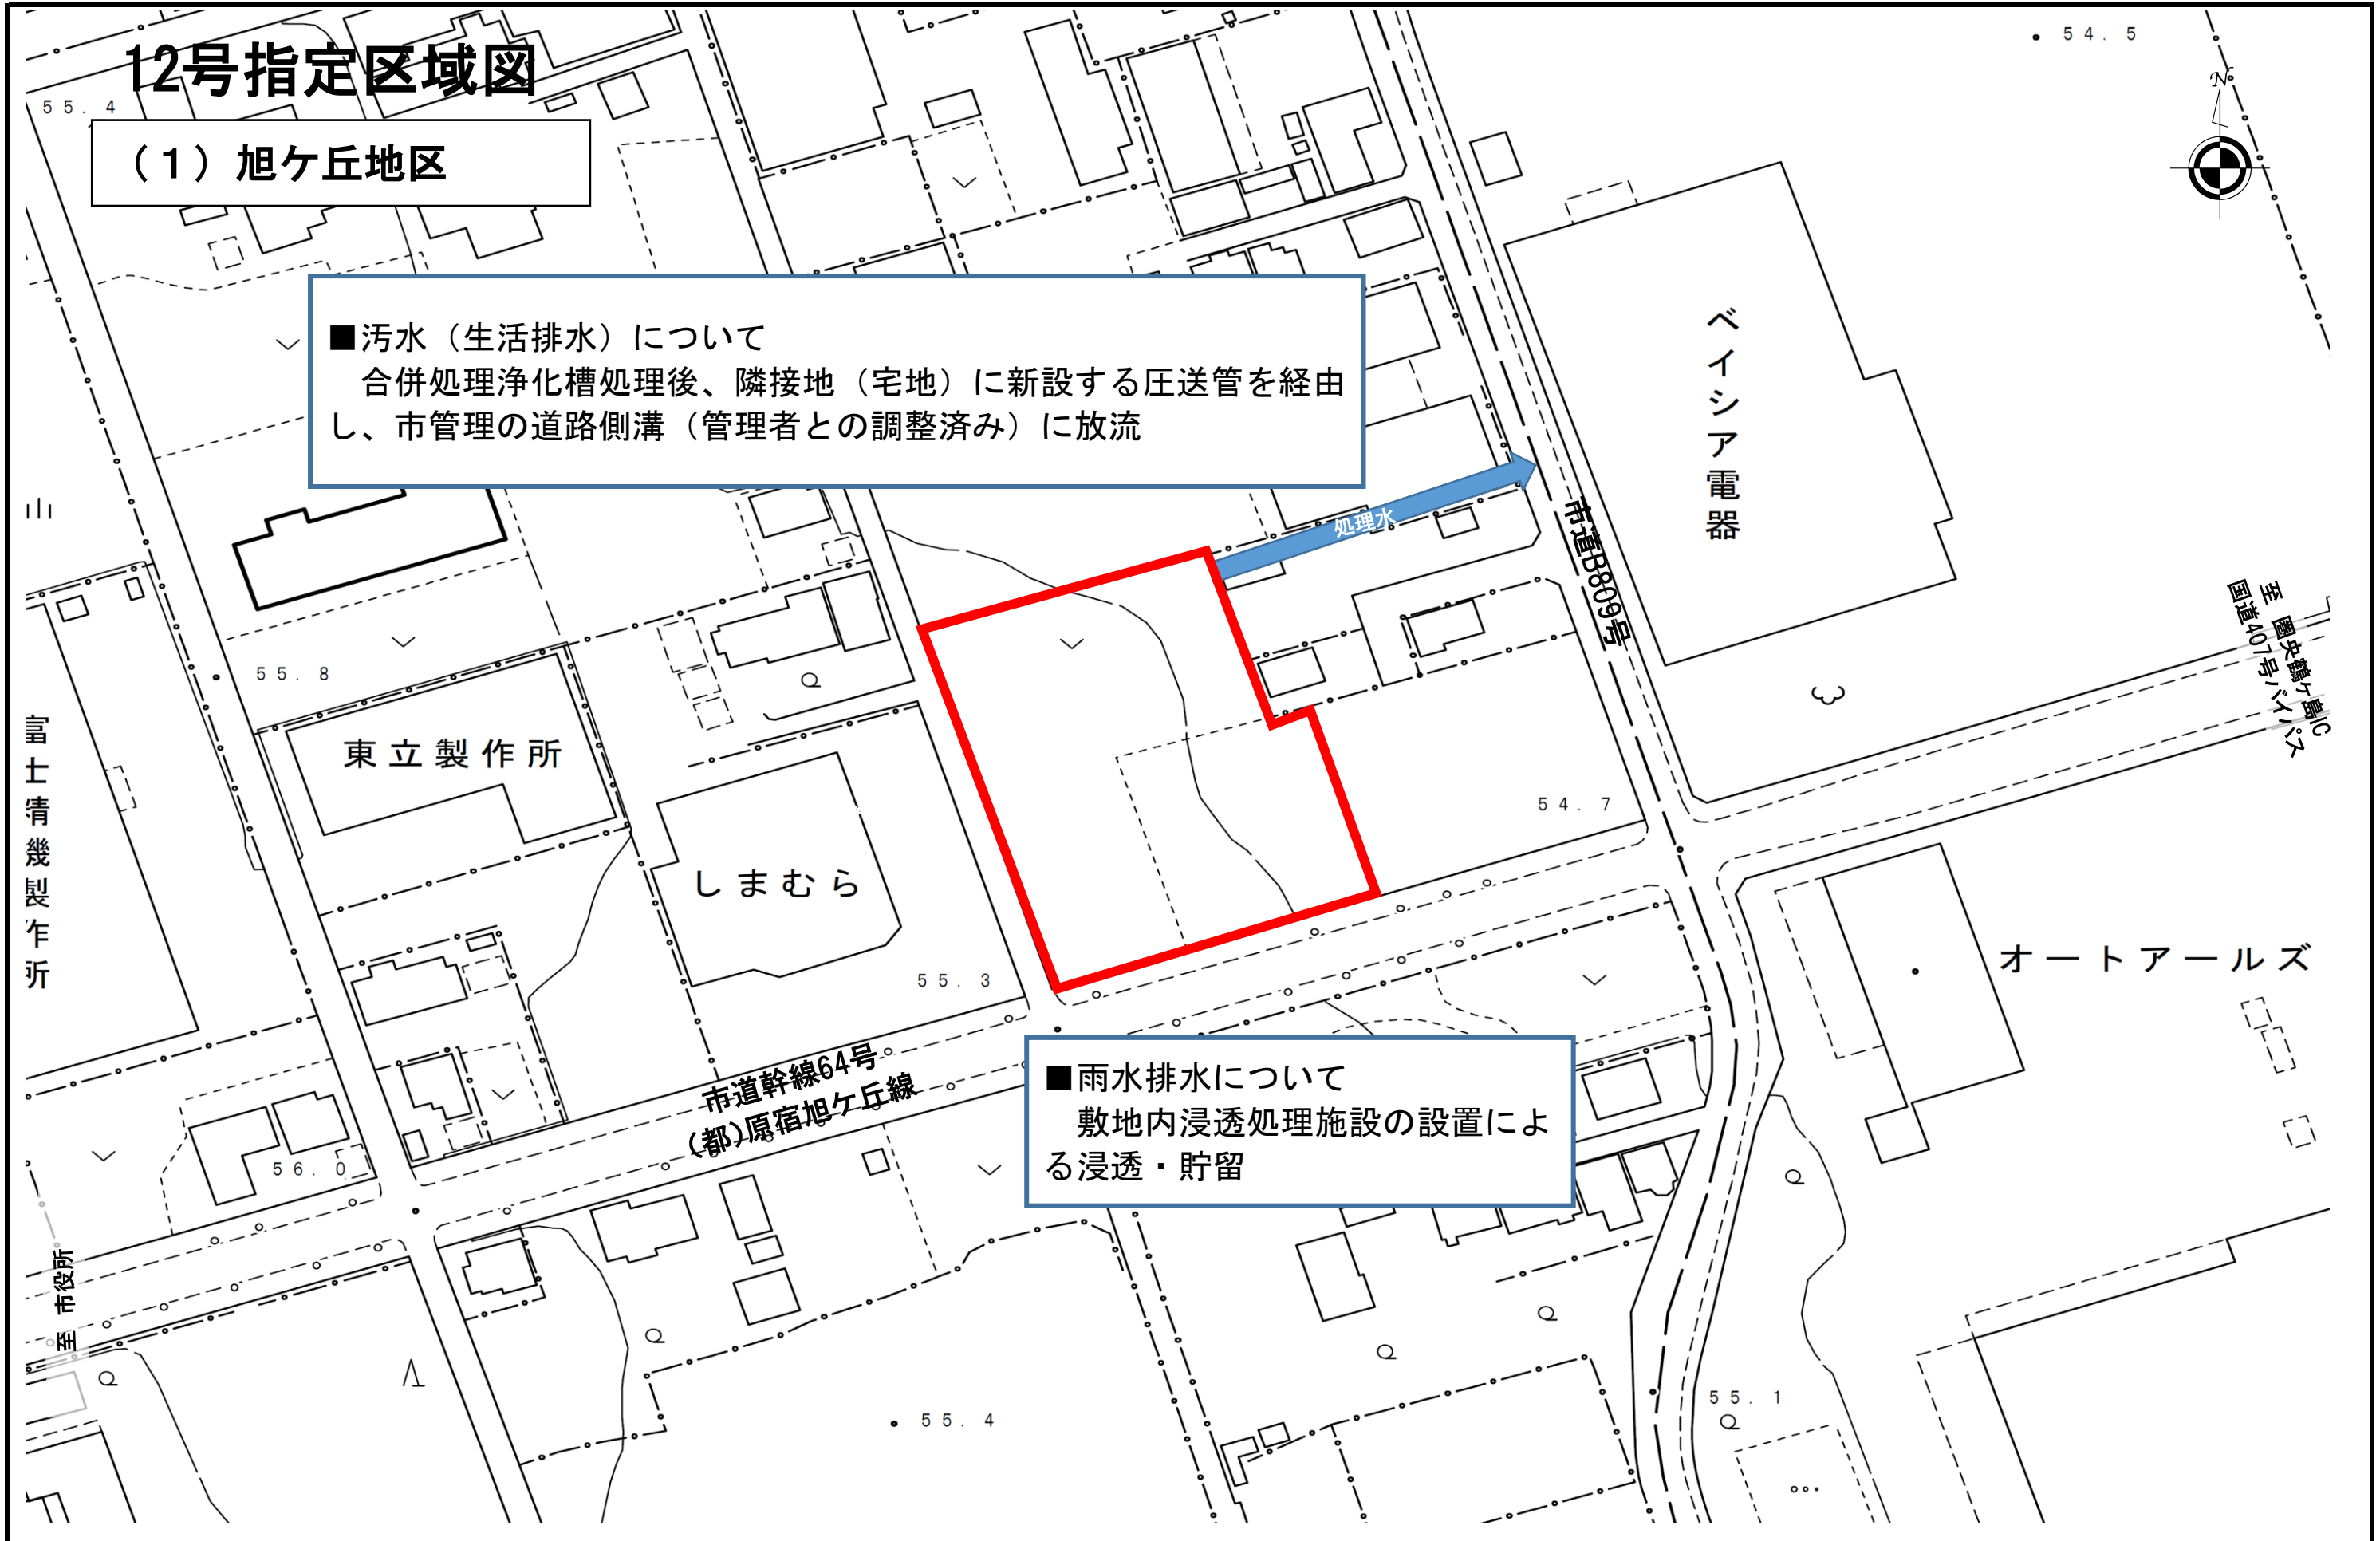 12号指定区域図
（１）旭ケ丘地区
５５．４
５４．５
N
■汚水（生活排水）について
合併処理浄化槽処理後、隣接地（宅地）に新設する圧送管を経由
し、市管理の道路側溝（管理者との調整済み）に放流
ベイシア電器
処理水
市道B809号
至 圏央鶴ヶ島IC
国道407号バイパス
５５．８
富士精機製作所
東立製作所
しまむら
５４．７
５５．３
オートアールズ
市道幹線64号
(都)原宿旭ケ丘線
■雨水排水について
敷地内浸透処理施設の設置によ
る浸透・貯留
５６．０
至 市役所
５５．４
５５．１